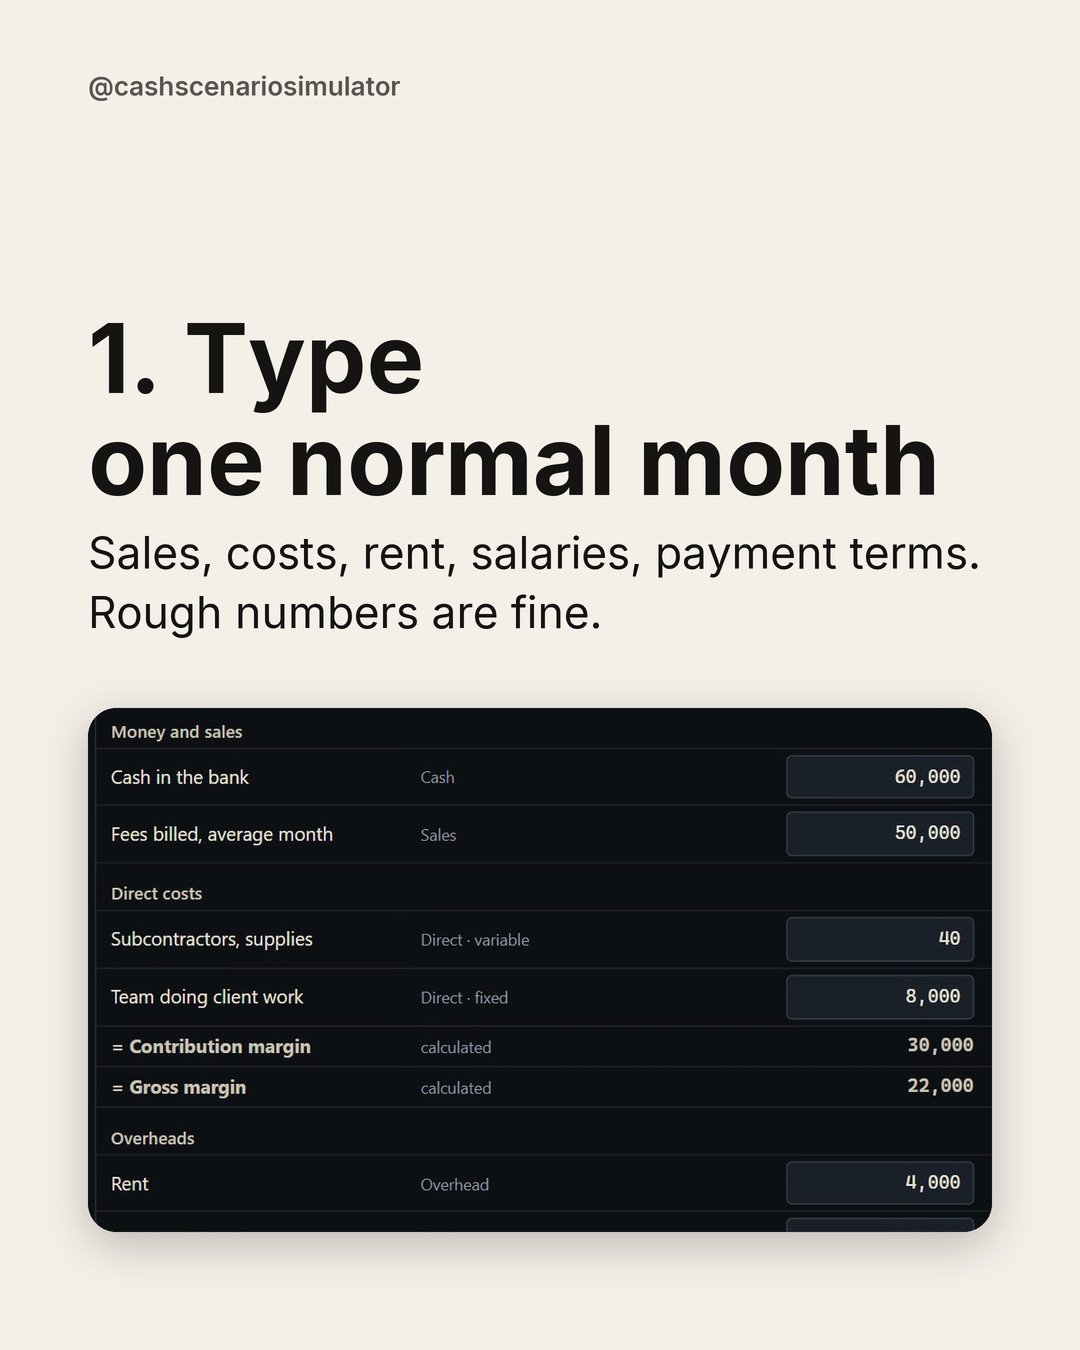 @cashscenariosimulator
1. Type
one normal month
Sales, costs, rent, salaries, payment terms.
Rough numbers are fine.
Money and sales
Cash in the bank Cash 60,000
Fees billed, average month Sales 50,000
Direct costs
Subcontractors, supplies Direct · variable 40
Team doing client work Direct · fixed 8,000
= Contribution margin calculated 30,000
= Gross margin calculated 22,000
Overheads
Rent Overhead 4,000